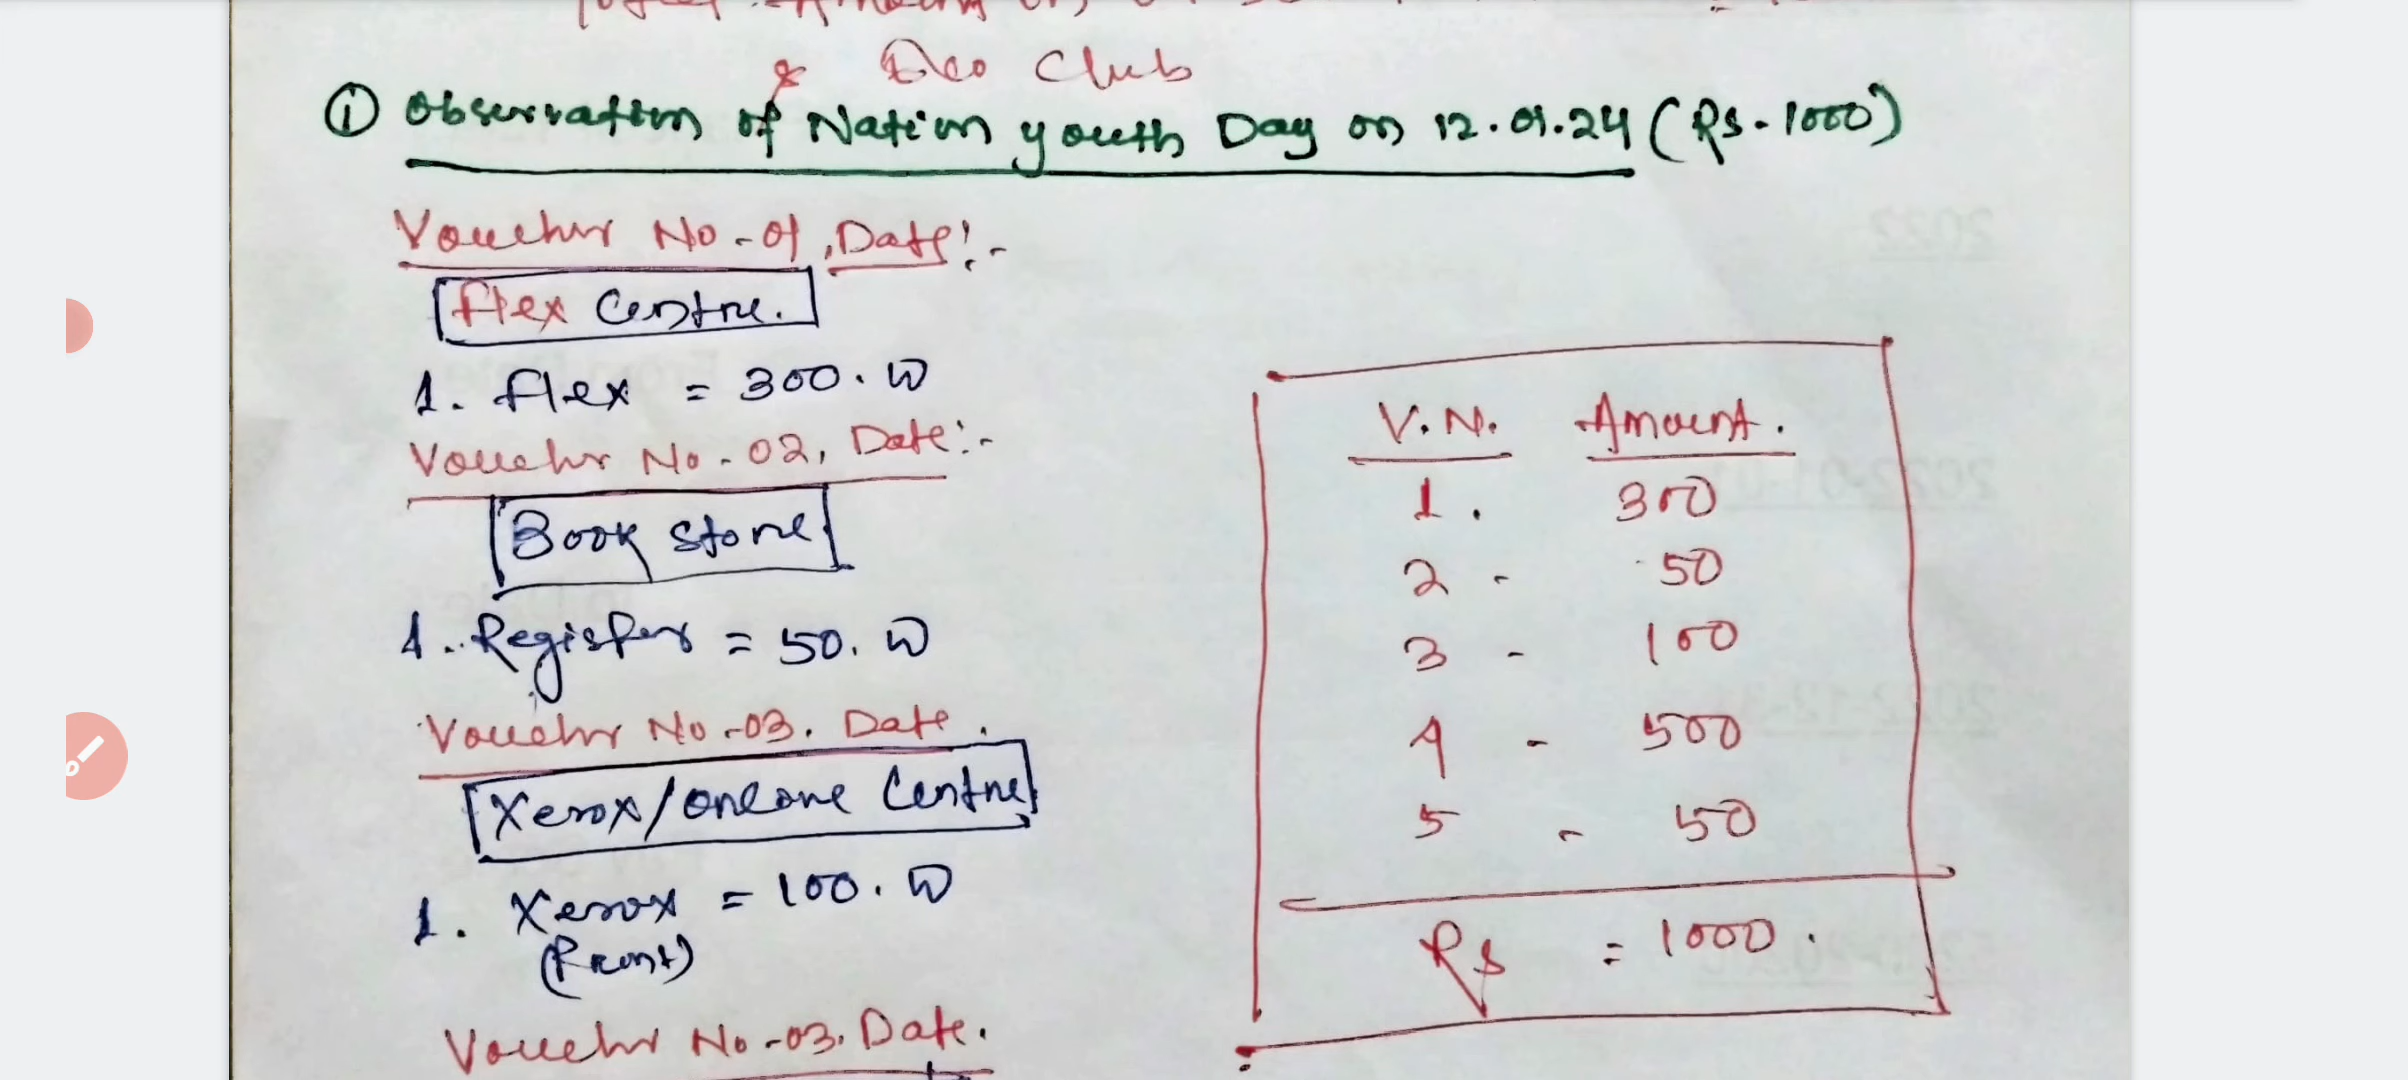 & Eco Club
① Observation of Nation youth Day on 12.01.24 (Rs-1000)
Voucher No-01, Date:-
Flex Centre.
1. flex = 300.00
Voucher No-02, Date:-
Book Store
1. Register = 50.00
Voucher No-03. Date.
Xerox/Online Centre
1. Xerox = 100.00
(Print)
Voucher No-03. Date.
V.N. Amount.
1. 300
2 - 50
3 - 100
4 - 500
5 - 50
Rs = 1000.